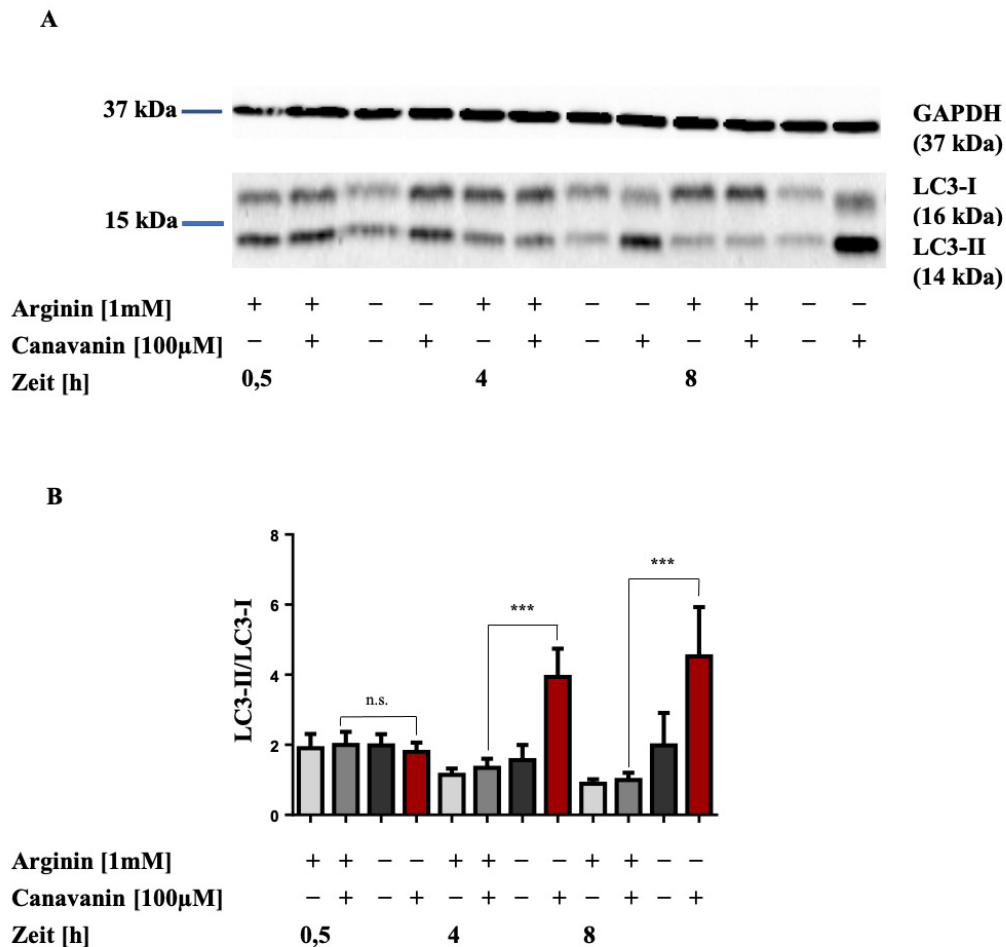 A
37 kDa
GAPDH
(37 kDa)
LC3-I
(16 kDa)
15 kDa
LC3-II
(14 kDa)
Arginin [1mM] + + – – + + – – + + – –
Canavanin [100µM] – + – + – + – + – + – +
Zeit [h] 0,5 4 8
B
LC3-II/LC3-I
8
6
4
2
0
n.s.
***
***
Arginin [1mM] + + – – + + – – + + – –
Canavanin [100µM] – + – + – + – + – + – +
Zeit [h] 0,5 4 8